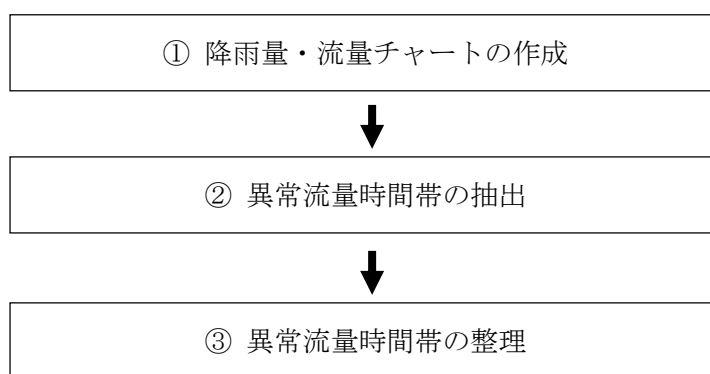 ① 降雨量・流量チャートの作成
② 異常流量時間帯の抽出
③ 異常流量時間帯の整理